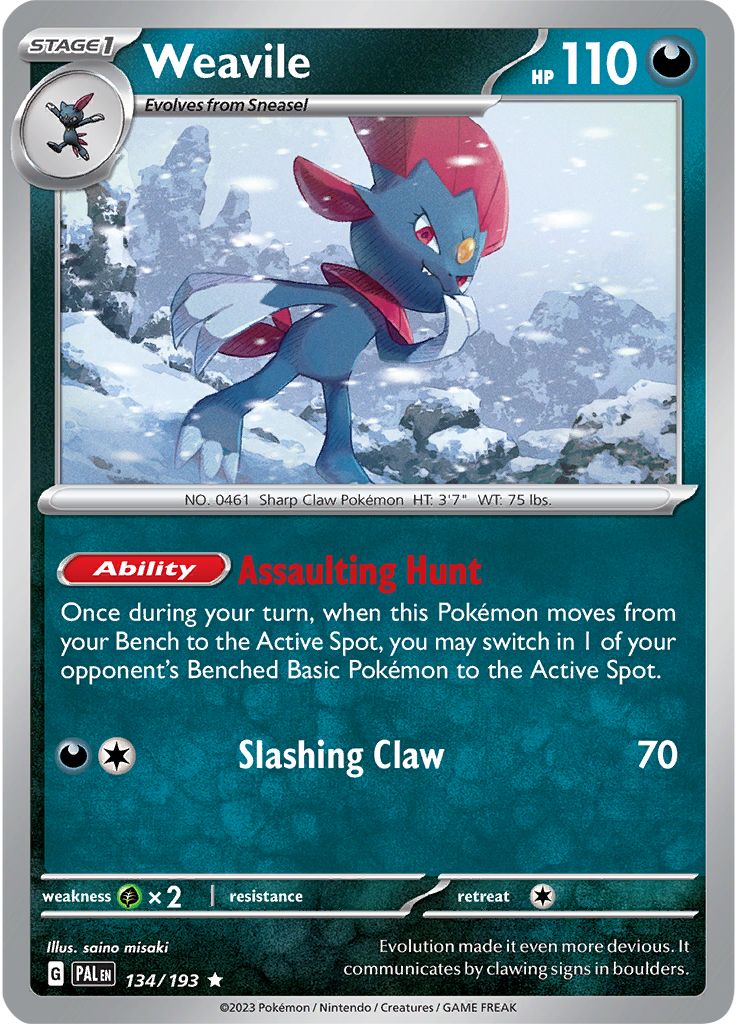 STAGE1
Weavile
HP 110
Evolves from Sneasel
NO. 0461 Sharp Claw Pokémon HT: 3'7" WT: 75 lbs.
Ability Assaulting Hunt
Once during your turn, when this Pokémon moves from
your Bench to the Active Spot, you may switch in 1 of your
opponent's Benched Basic Pokémon to the Active Spot.
Slashing Claw 70
weakness ×2 resistance retreat
Illus. saino misaki
Evolution made it even more devious. It
communicates by clawing signs in boulders.
G PAL EN 134/193
©2023 Pokémon / Nintendo / Creatures / GAME FREAK